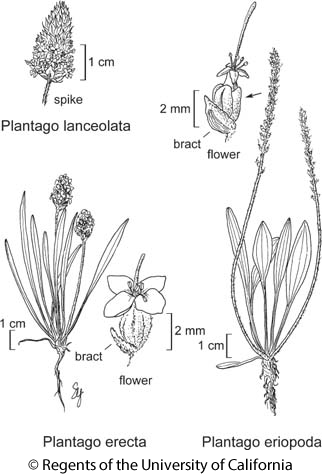 1 cm
spike
Plantago lanceolata
2 mm
bract
flower
1 cm
bract
2 mm
flower
1 cm
Plantago erecta
Plantago eriopoda
© Regents of the University of California